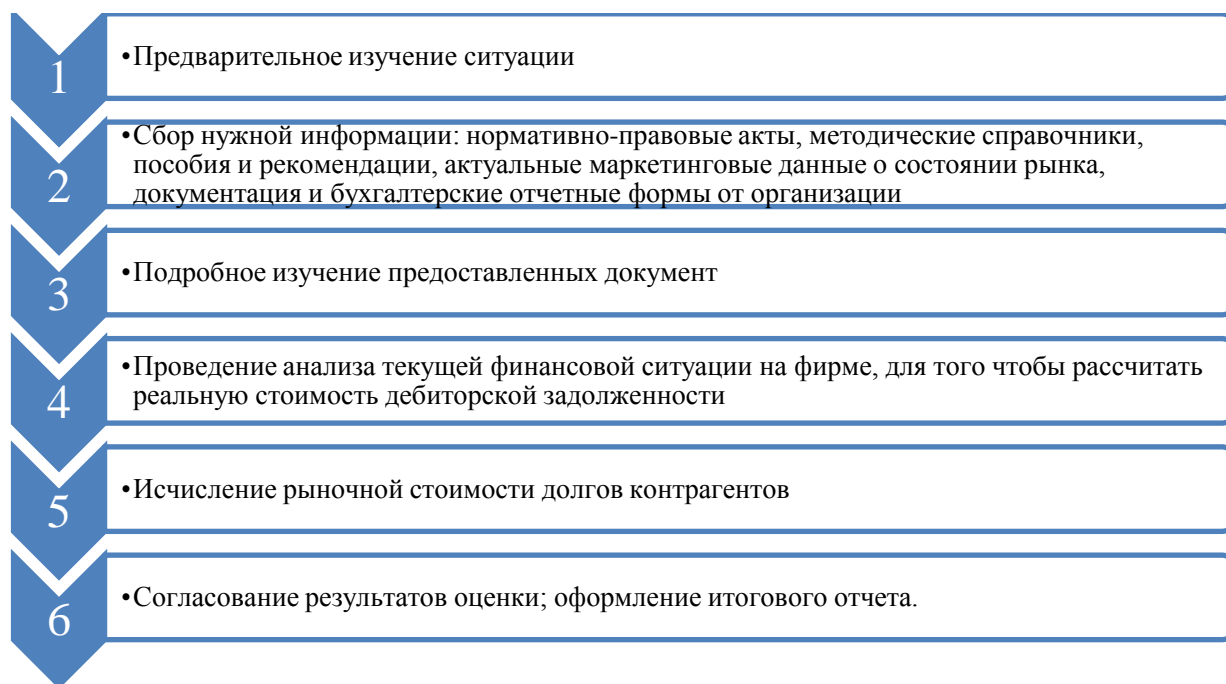 1
•Предварительное изучение ситуации
2
•Сбор нужной информации: нормативно-правовые акты, методические справочники,
пособия и рекомендации, актуальные маркетинговые данные о состоянии рынка,
документация и бухгалтерские отчетные формы от организации
3
•Подробное изучение предоставленных документ
4
•Проведение анализа текущей финансовой ситуации на фирме, для того чтобы рассчитать
реальную стоимость дебиторской задолженности
5
•Исчисление рыночной стоимости долгов контрагентов
6
•Согласование результатов оценки; оформление итогового отчета.